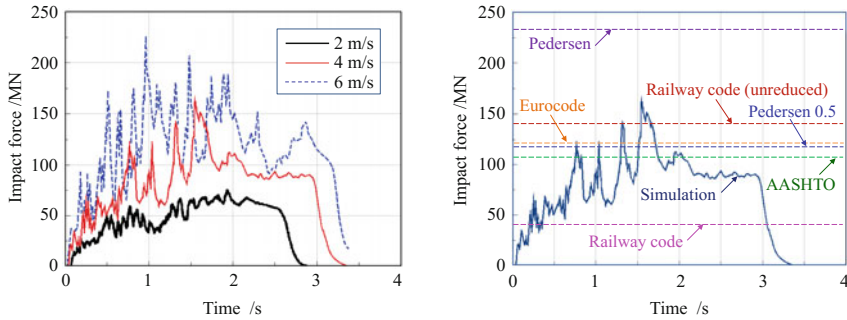 250
200
150
100
50
0
Impact force /MN
2 m/s
4 m/s
6 m/s
0 1 2 3 4
Time /s
250
200
150
100
50
0
Impact force /MN
Pedersen
Railway code (unreduced)
Eurocode
Pedersen 0.5
AASHTO
Simulation
Railway code
0 1 2 3 4
Time /s